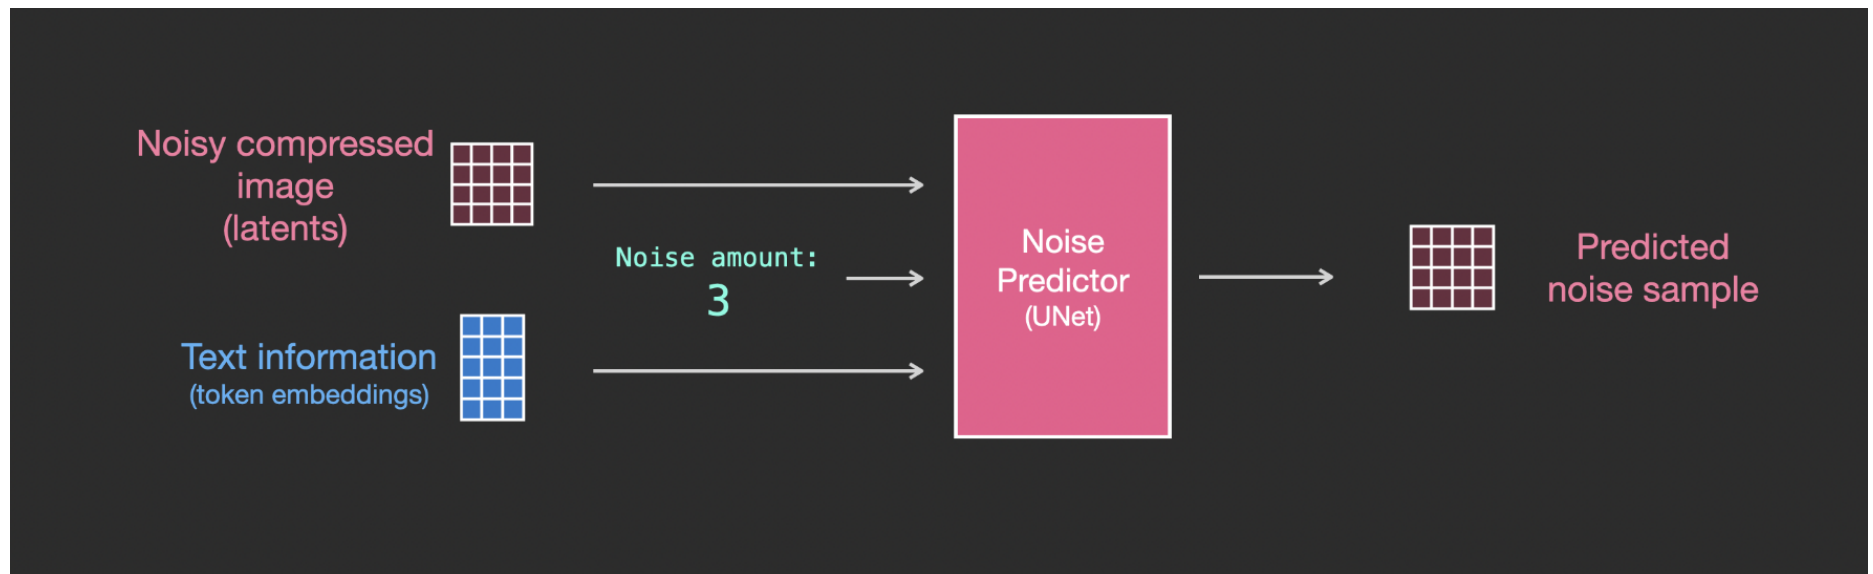 Noisy compressed
image
(latents)
Noise amount:
3
Text information
(token embeddings)
Noise
Predictor
(UNet)
Predicted
noise sample